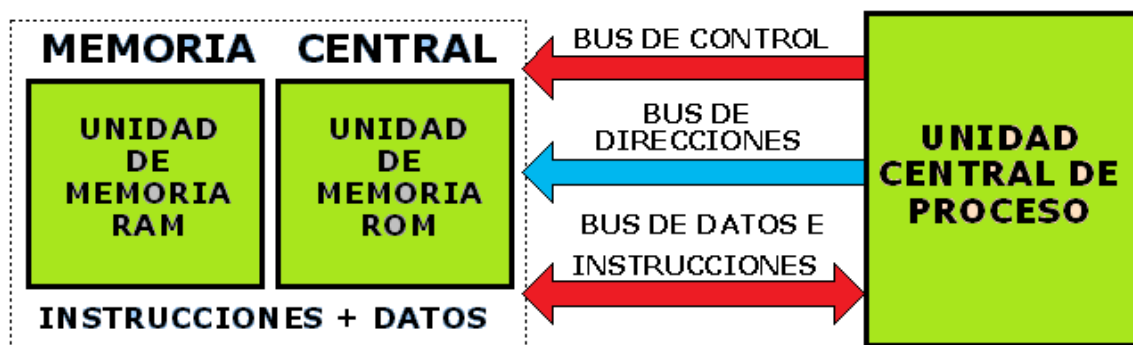 MEMORIA CENTRAL
UNIDAD
DE
MEMORIA
RAM
UNIDAD
DE
MEMORIA
ROM
INSTRUCCIONES + DATOS
BUS DE CONTROL
BUS DE
DIRECCIONES
BUS DE DATOS E
INSTRUCCIONES
UNIDAD
CENTRAL DE
PROCESO